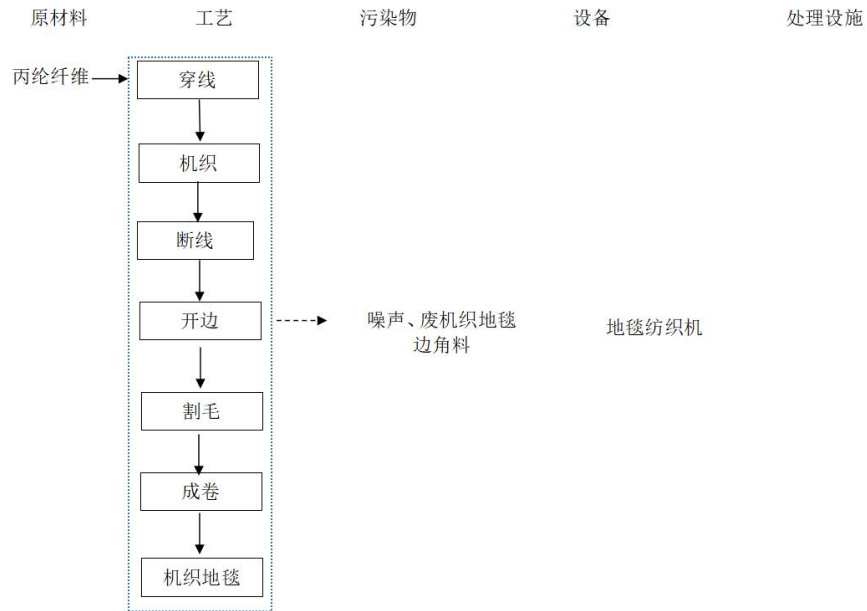 原材料 工艺 污染物 设备 处理设施
丙纶纤维 穿线
机织
断线
开边 噪声、废机织地毯 地毯纺织机
边角料
割毛
成卷
机织地毯